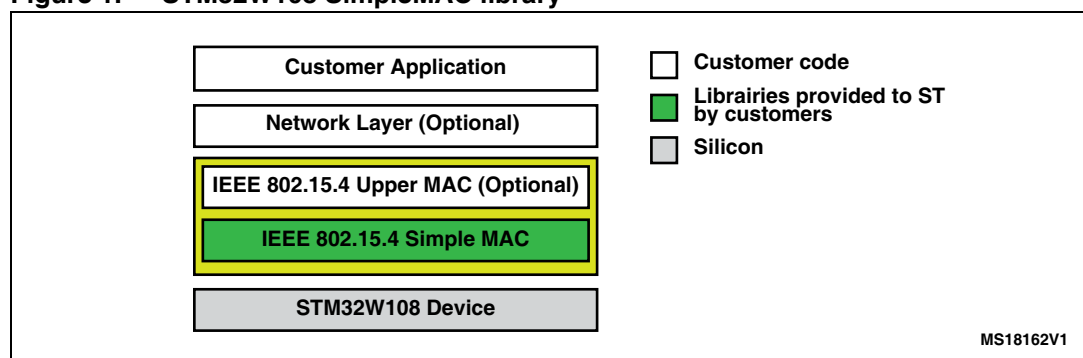 Figure 1. STM32W108 SimpleMAC library
Customer Application
Network Layer (Optional)
IEEE 802.15.4 Upper MAC (Optional)
IEEE 802.15.4 Simple MAC
STM32W108 Device
Customer code
Librairies provided to ST
by customers
Silicon
MS18162V1